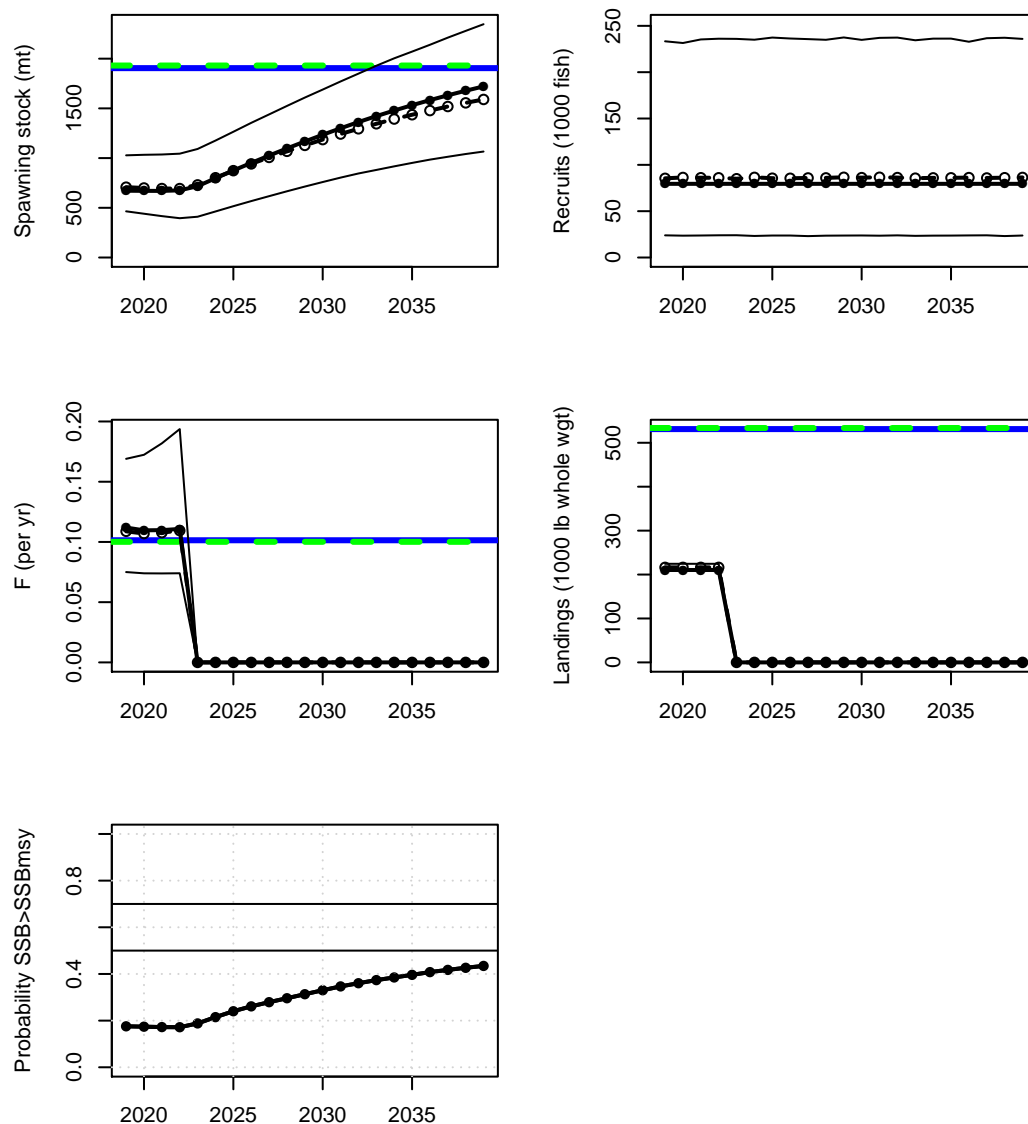 Spawning stock (mt)
0 500 1500
2020 2025 2030 2035
Recruits (1000 fish)
0 50 150 250
2020 2025 2030 2035
F (per yr)
0.00 0.05 0.10 0.15 0.20
2020 2025 2030 2035
Landings (1000 lb whole wgt)
0 100 300 500
2020 2025 2030 2035
Probability SSB>SSBmsy
0.0 0.4 0.8
2020 2025 2030 2035